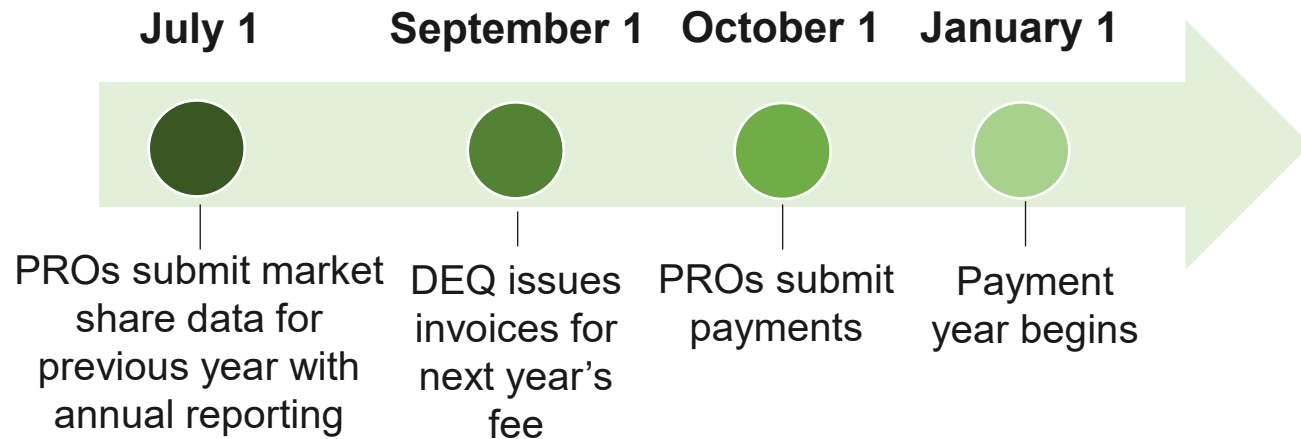 July 1
September 1
October 1
January 1
PROs submit market
share data for
previous year with
annual reporting
DEQ issues
invoices for
next year’s
fee
PROs submit
payments
Payment
year begins